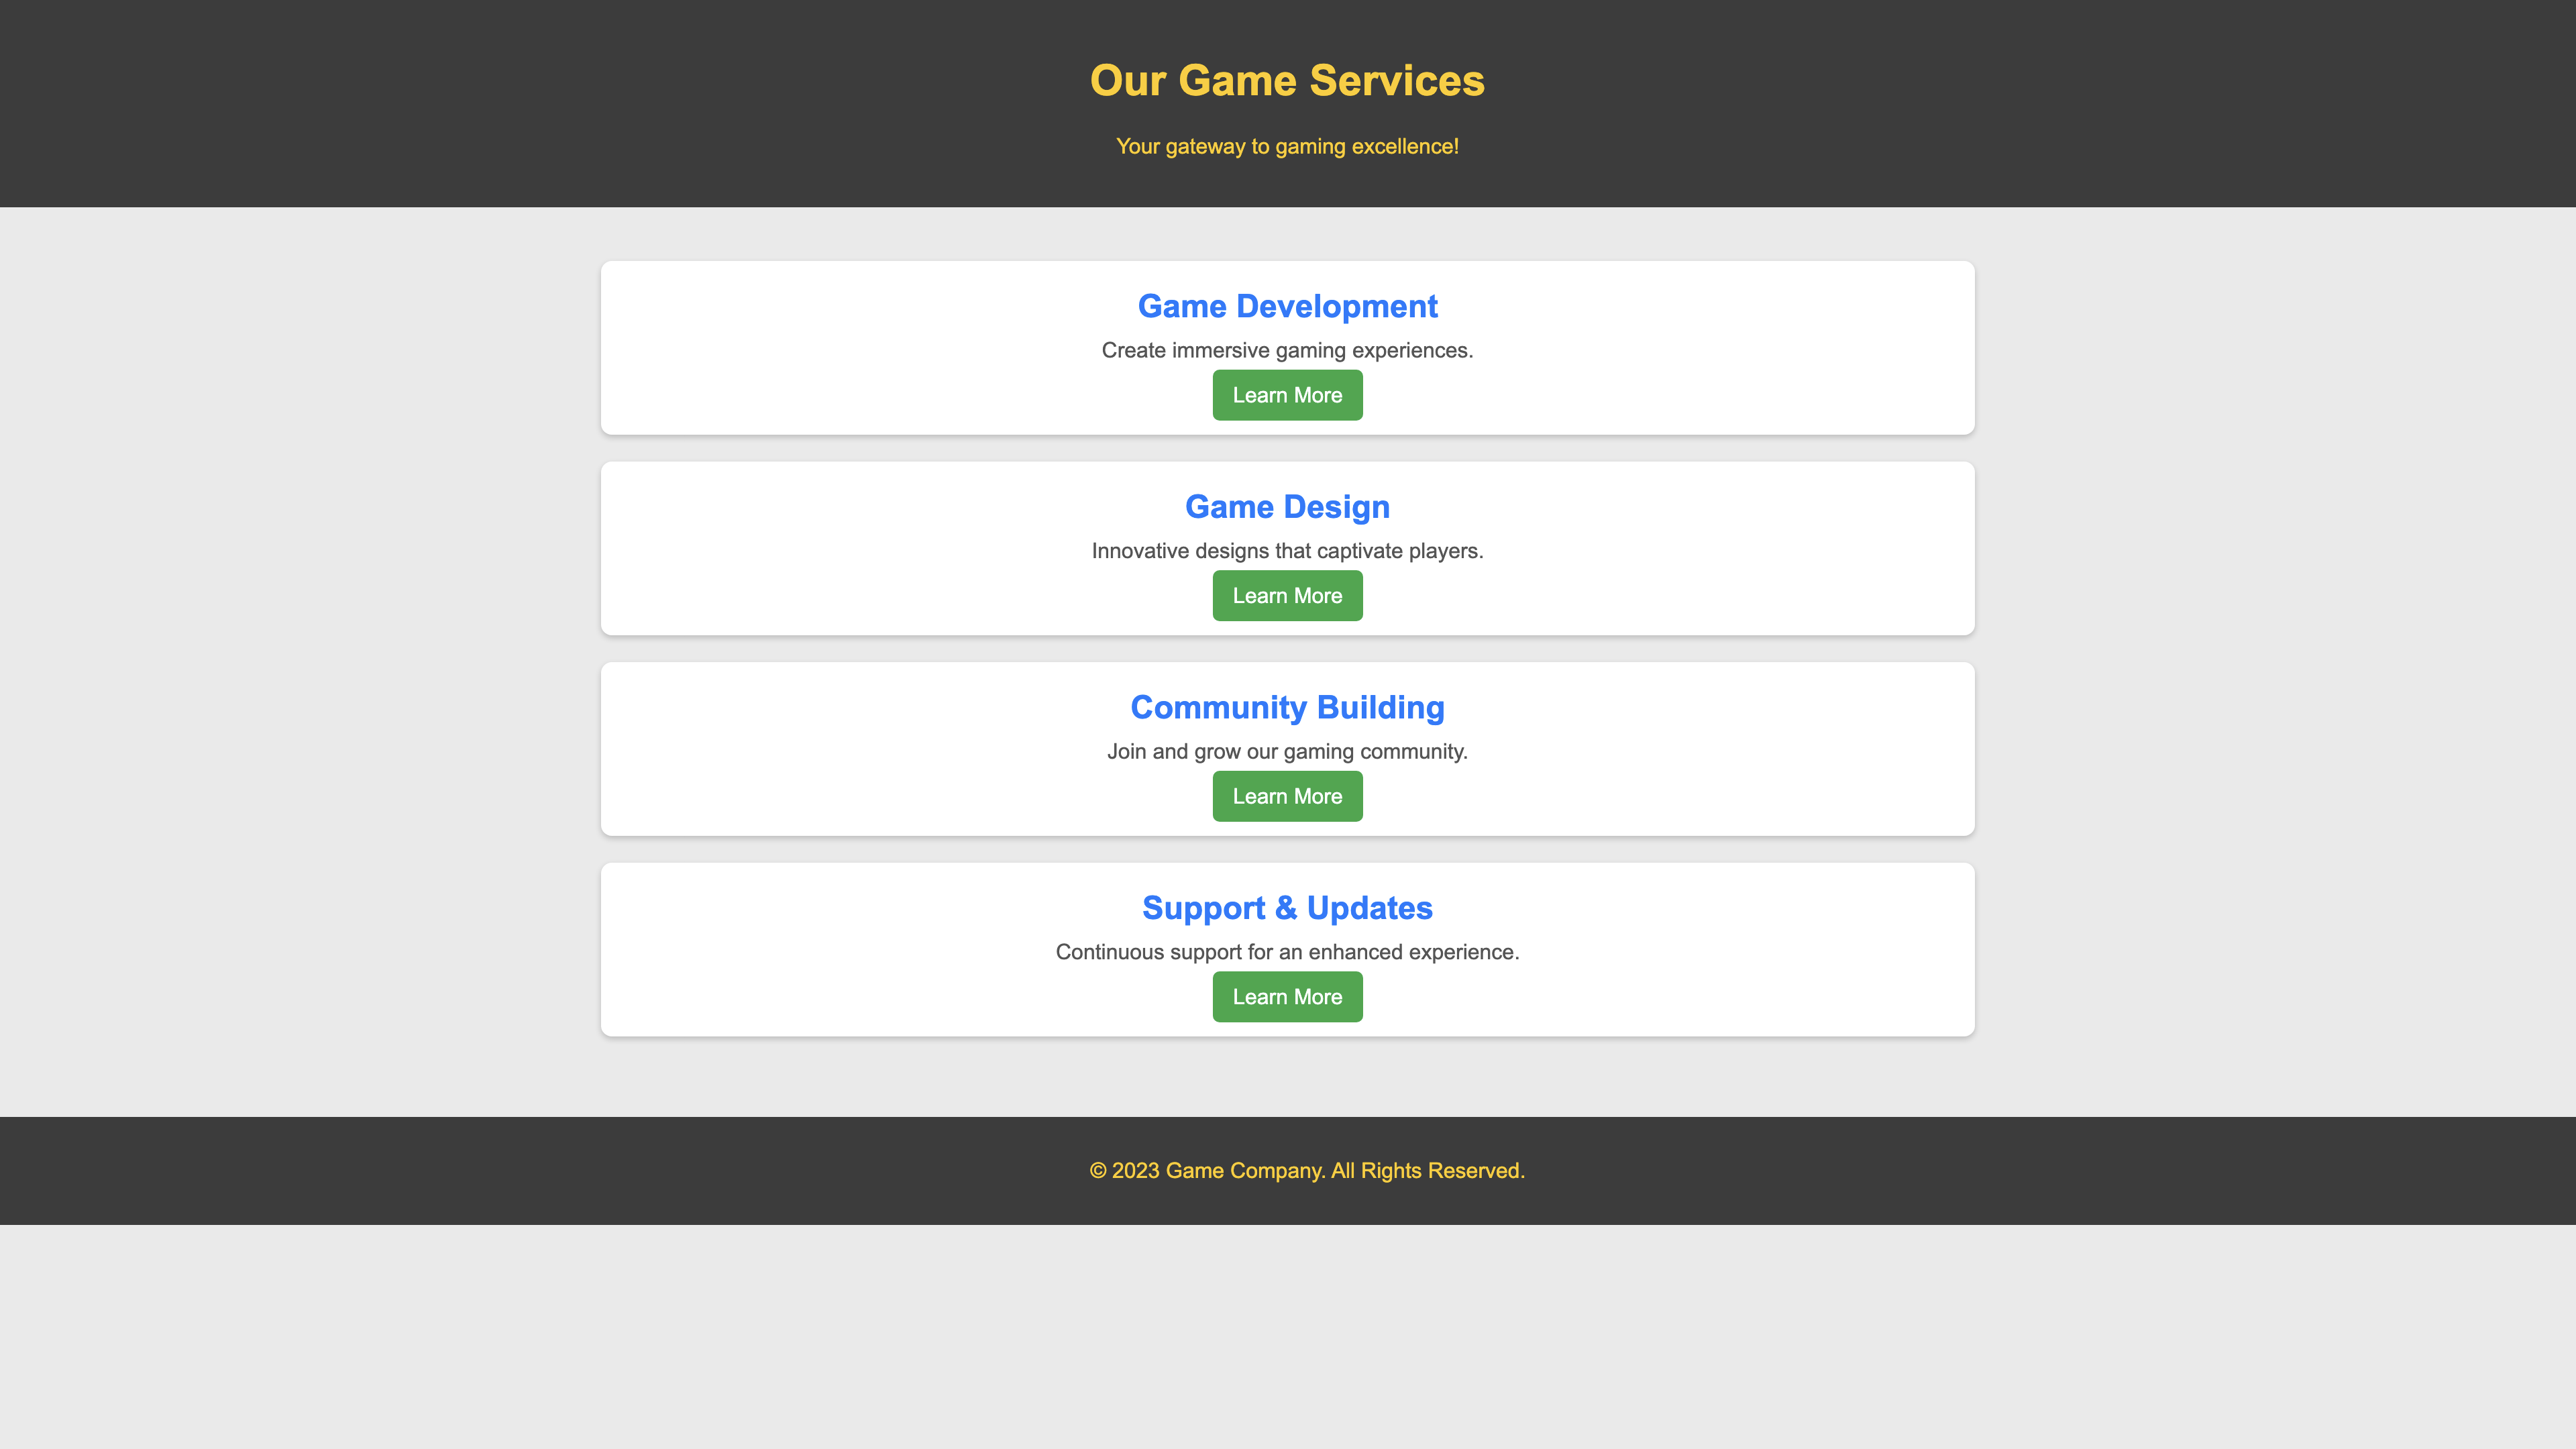 Our Game Services
Your gateway to gaming excellence!
Game Development
Create immersive gaming experiences.
Learn More
Game Design
Innovative designs that captivate players.
Learn More
Community Building
Join and grow our gaming community.
Learn More
Support & Updates
Continuous support for an enhanced experience.
Learn More
© 2023 Game Company. All Rights Reserved.